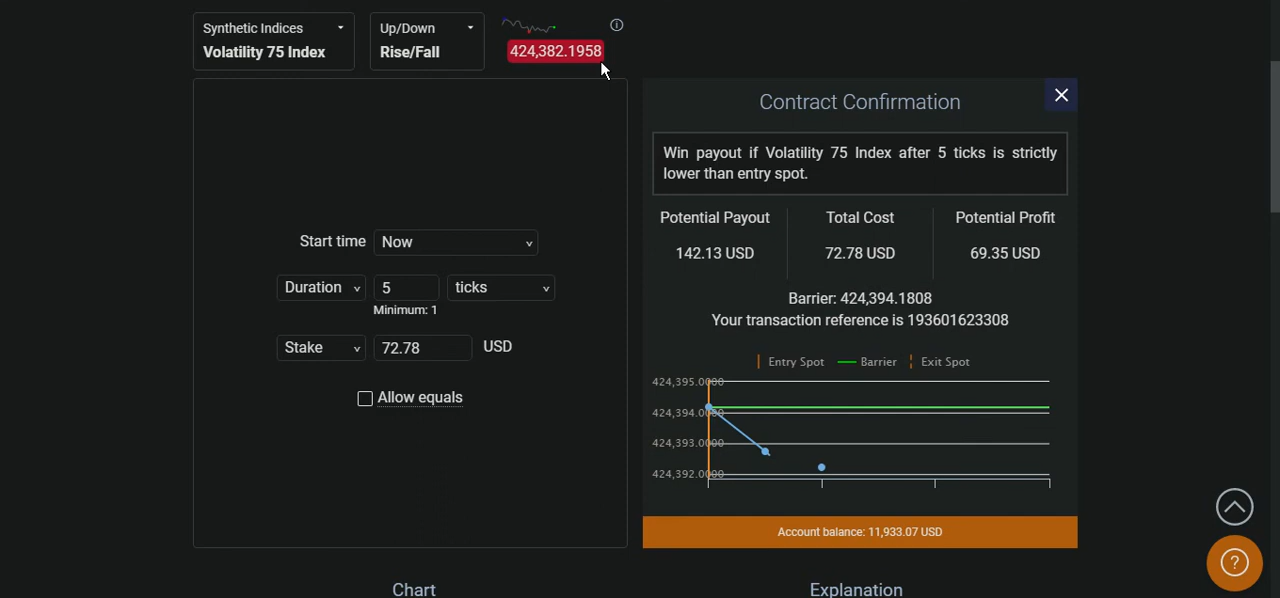 Synthetic Indices
Volatility 75 Index
Up/Down
Rise/Fall
424,382.1958
Start time Now
Duration 5 ticks
Minimum: 1
Stake 72.78 USD
Allow equals
Contract Confirmation
Win payout if Volatility 75 Index after 5 ticks is strictly
lower than entry spot.
Potential Payout Total Cost Potential Profit
142.13 USD 72.78 USD 69.35 USD
Barrier: 424,394.1808
Your transaction reference is 193601623308
Entry Spot Barrier Exit Spot
424,395.0000
424,394.0000
424,393.0000
424,392.0000
Account balance: 11,933.07 USD
?
Chart
Explanation